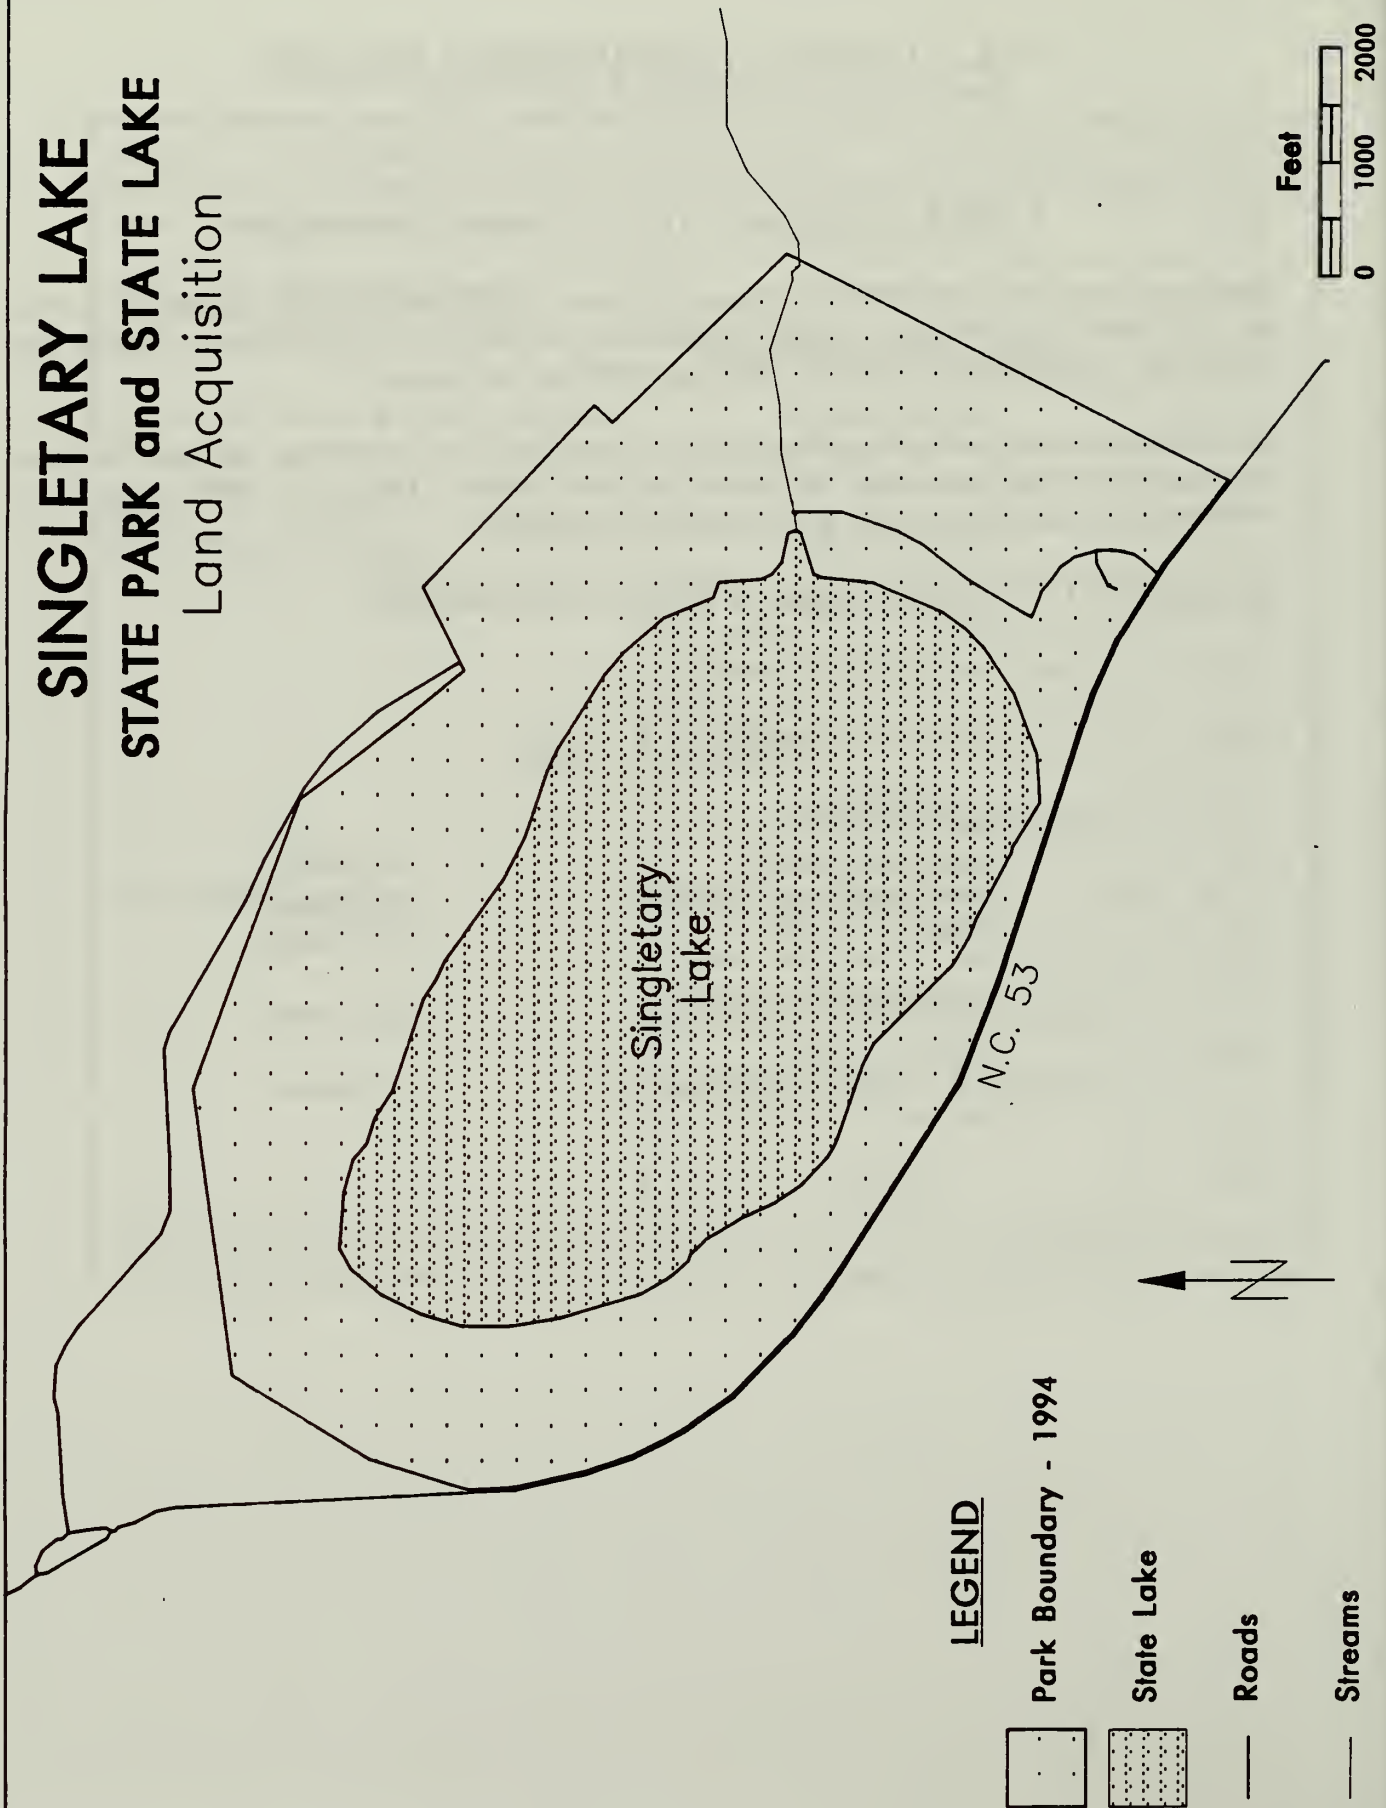 SINGLETARY LAKE
STATE PARK and STATE LAKE
Land Acquisition
Singletary
Lake
N.C. 53
N
LEGEND
Park Boundary - 1994
State Lake
Roads
Streams
Feet
0 1000 2000